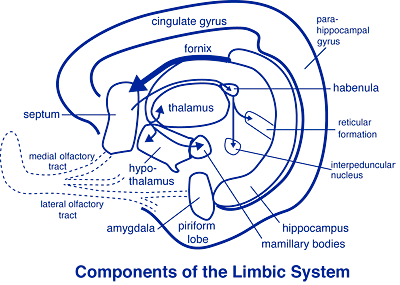 cingulate gyrus
para-
hippocampal
gyrus
fornix
habenula
septum
thalamus
reticular
formation
medial olfactory
tract
hypo-
thalamus
interpeduncular
nucleus
lateral olfactory
tract
amygdala
piriform
lobe
hippocampus
mamillary bodies
Components of the Limbic System